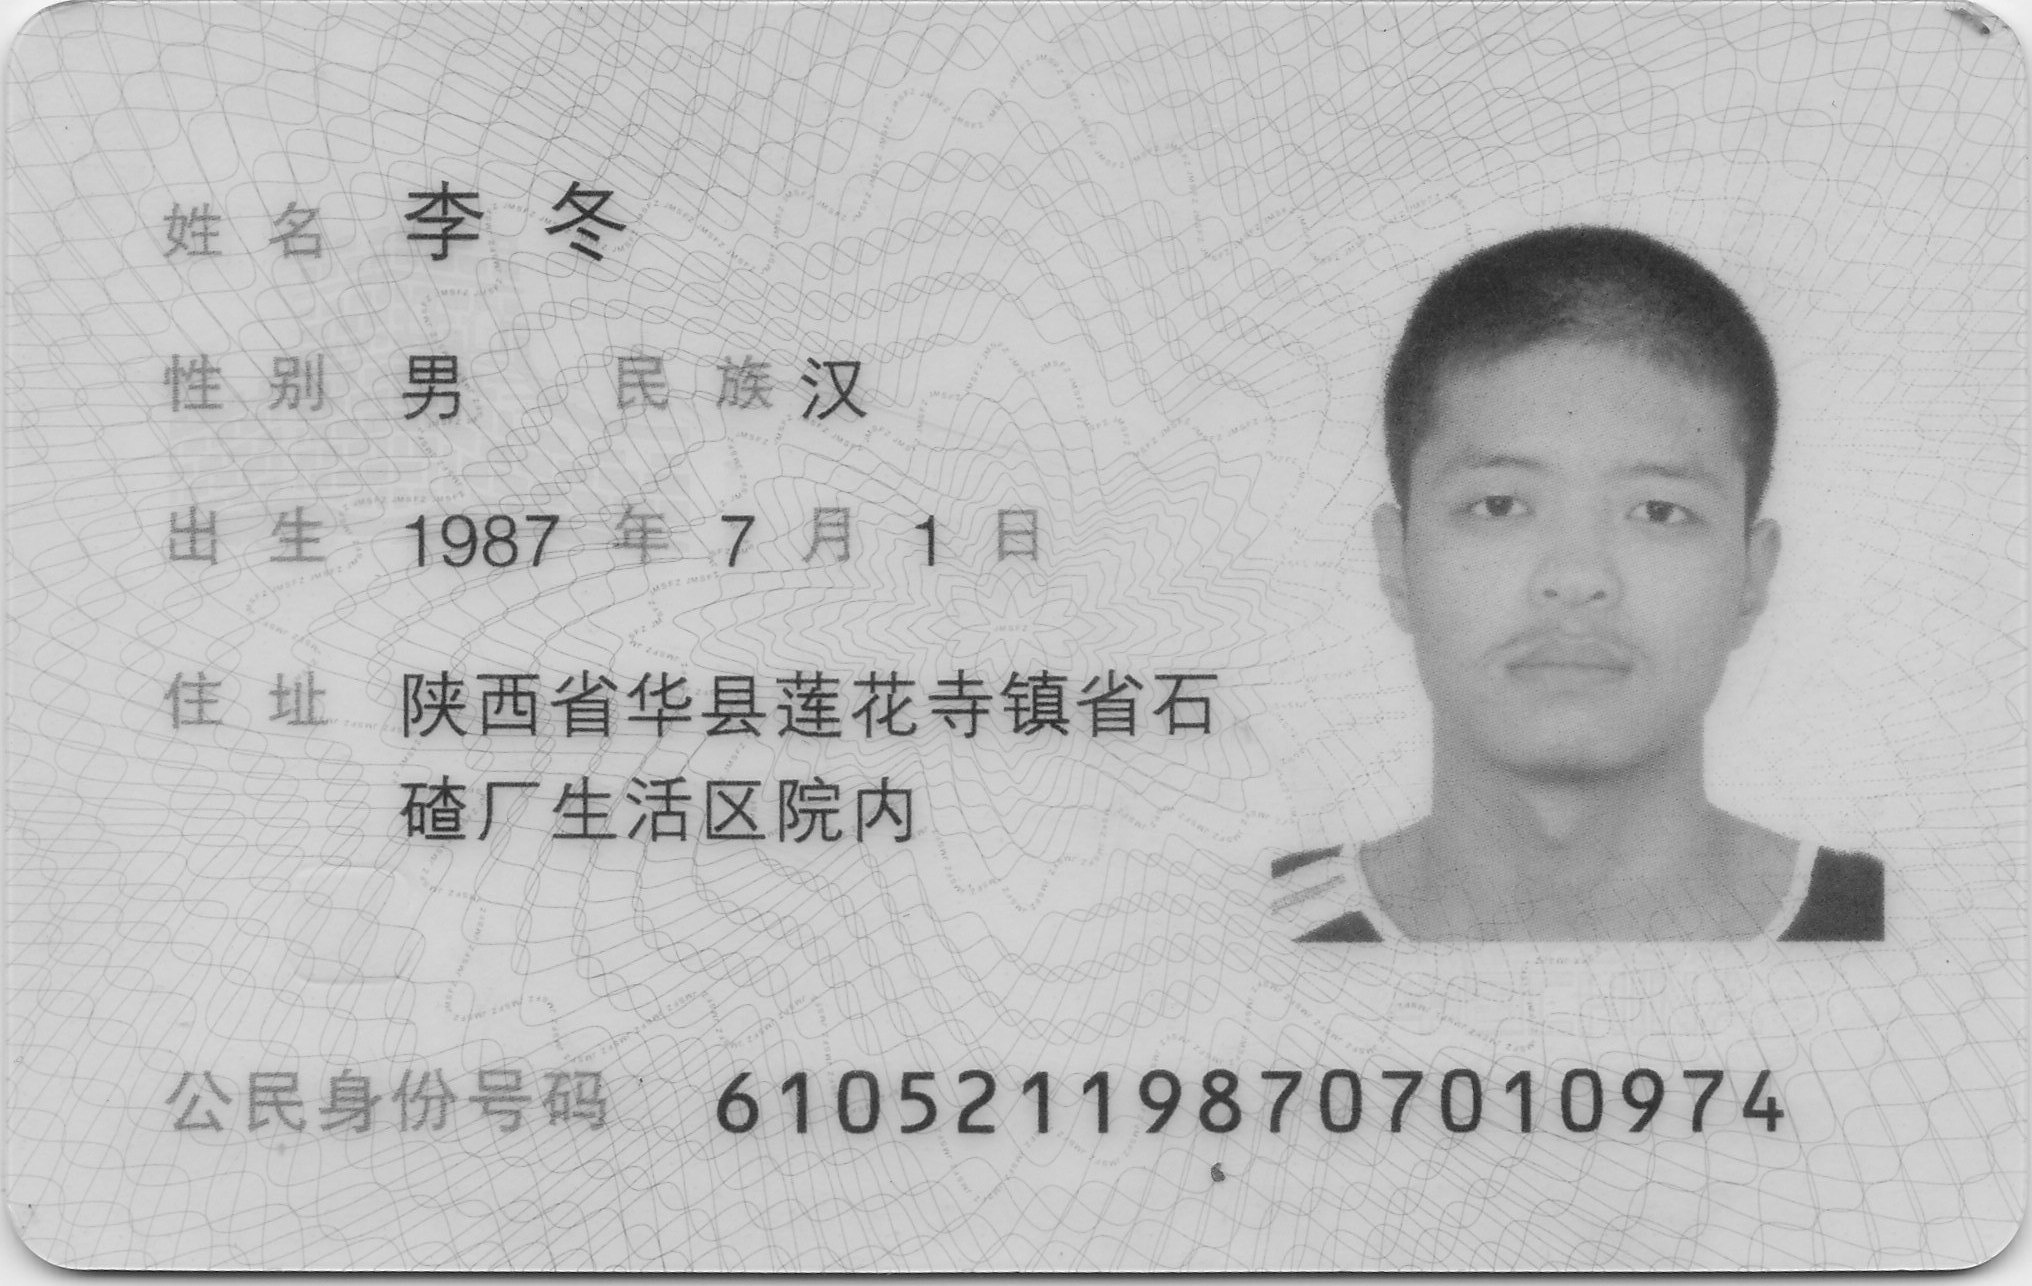 姓名 李冬
性别 男 民族 汉
出生 1987 年 7 月 1 日
住址 陕西省华县莲花寺镇省石
碴厂生活区院内
公民身份号码 610521198707010974